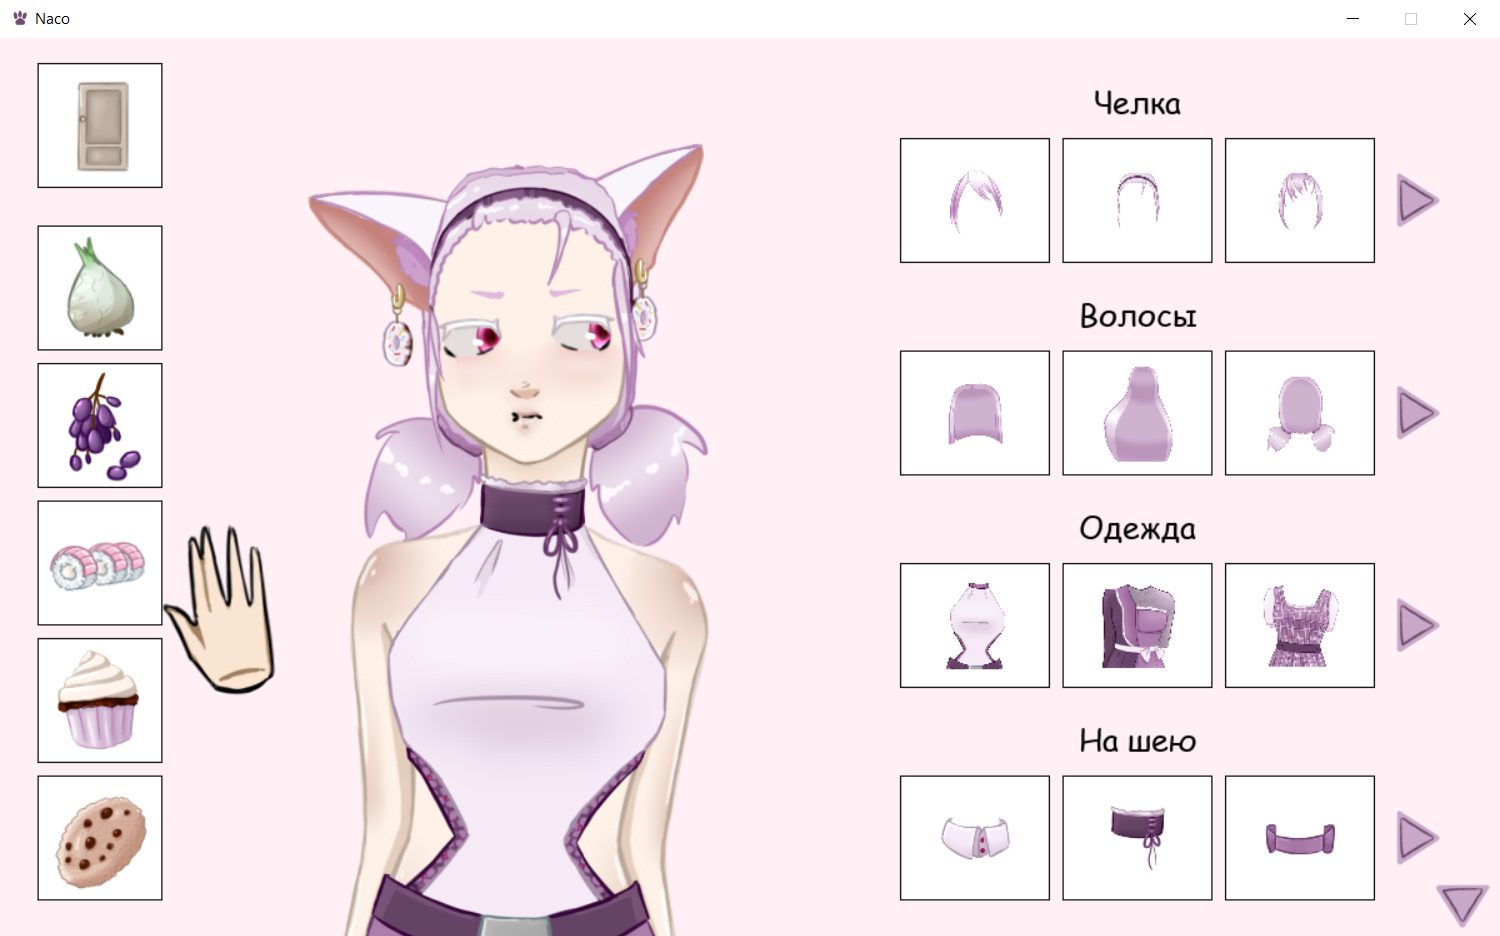 Naco
Челка
Волосы
Одежда
На шею